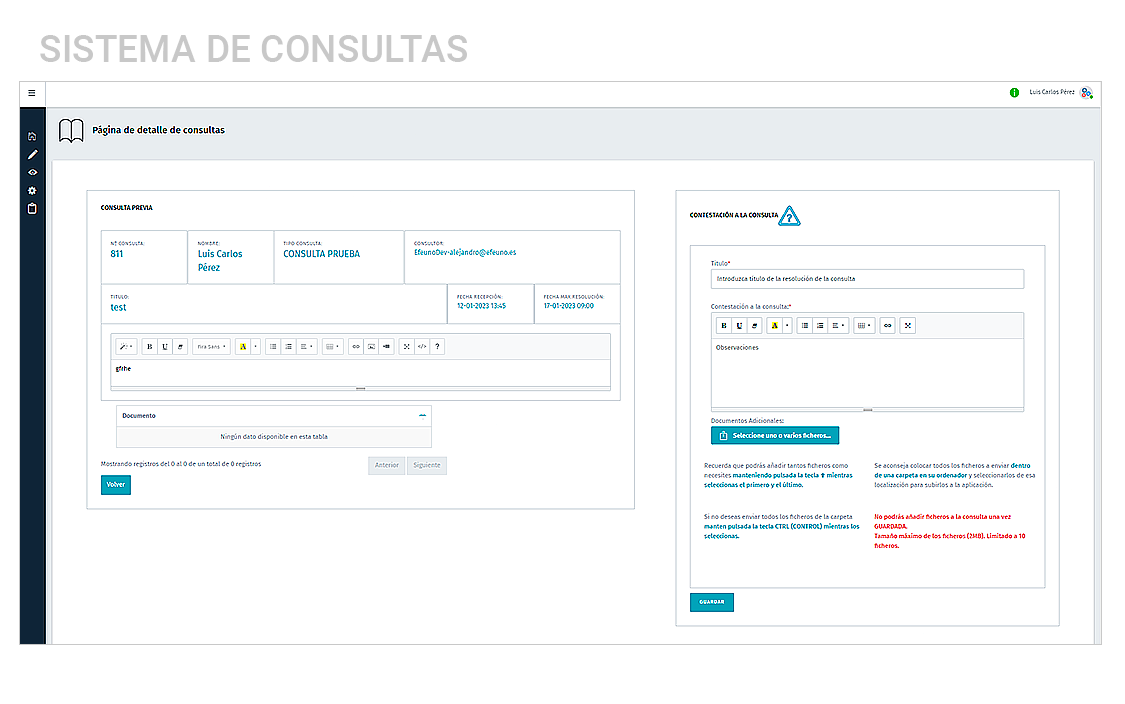 SISTEMA DE CONSULTAS
Luis Carlos Pérez
Página de detalle de consultas
CONSULTA PREVIA
Nº CONSULTA:
811
NOMBRE:
Luis Carlos
Pérez
TIPO CONSULTA:
CONSULTA PRUEBA
CONSULTOR:
EfeunoDev-alejandro@efeuno.es
TITULO:
test
FECHA RECEPCIÓN:
12-01-2023 13:45
FECHA MAX RESOLUCIÓN:
17-01-2023 09:00
B U Fira Sans A </> ?
gfthe
Documento
Ningún dato disponible en esta tabla
Mostrando registros del 0 al 0 de un total de 0 registros
Anterior
Siguiente
Volver
CONTESTACIÓN A LA CONSULTA
Título*
Introduzca título de la resolución de la consulta
Contestación a la consulta:*
B U A
Observaciones
Documentos Adicionales:
Seleccione uno o varios ficheros...
Recuerda que podrás añadir tantos ficheros como
necesites manteniendo pulsada la tecla ⬆ mientras
seleccionas el primero y el último.
Se aconseja colocar todos los ficheros a enviar dentro
de una carpeta en su ordenador y seleccionarlos de esa
localización para subirlos a la aplicación.
Si no deseas enviar todos los ficheros de la carpeta
manten pulsada la tecla CTRL (CONTROL) mientras los
seleccionas.
No podrás añadir ficheros a la consulta una vez
GUARDADA.
Tamaño máximo de los ficheros (2MB). Limitado a 10
ficheros.
GUARDAR